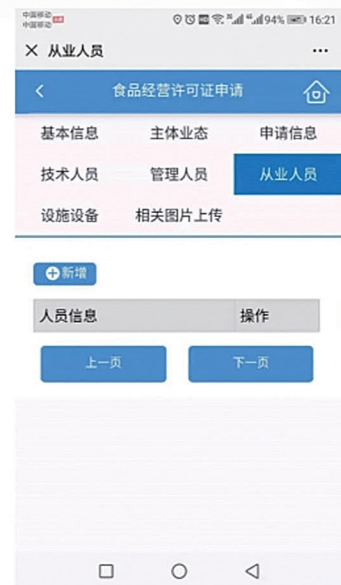 中国移动
中国移动
94% 16:21
从业人员
食品经营许可证申请
基本信息 主体业态 申请信息
技术人员 管理人员 从业人员
设施设备 相关图片上传
新增
人员信息 操作
上一页 下一页